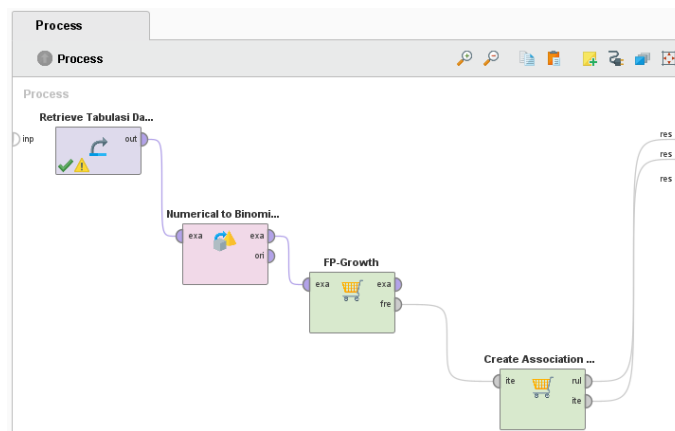 Process
Process
Process
Retrieve Tabulasi Da...
inp
out
res
res
res
Numerical to Binomi...
exa
exa
ori
FP-Growth
exa
exa
fre
Create Association ...
ite
rul
ite